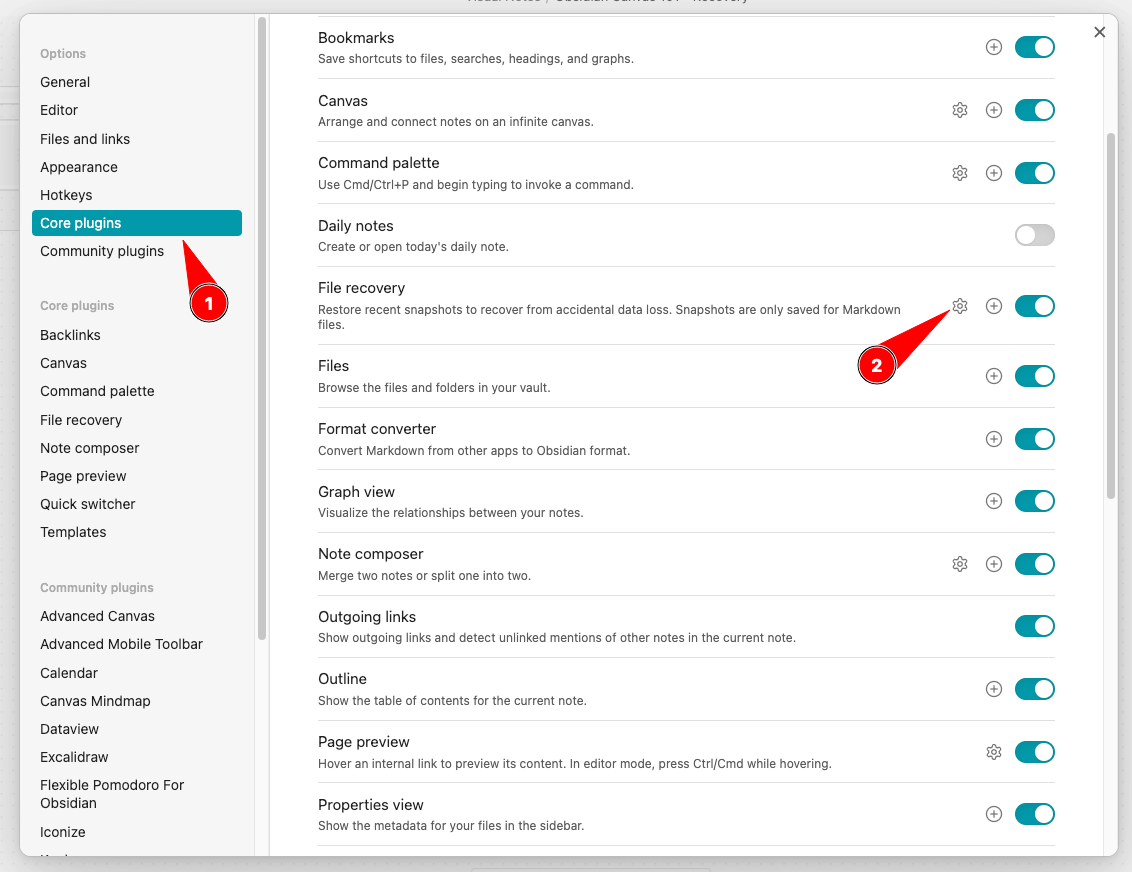 Options
General
Editor
Files and links
Appearance
Hotkeys
Core plugins
Community plugins
1
Core plugins
Backlinks
Canvas
Command palette
File recovery
Note composer
Page preview
Quick switcher
Templates
Community plugins
Advanced Canvas
Advanced Mobile Toolbar
Calendar
Canvas Mindmap
Dataview
Excalidraw
Flexible Pomodoro For
Obsidian
Iconize
Bookmarks
Save shortcuts to files, searches, headings, and graphs.
Canvas
Arrange and connect notes on an infinite canvas.
Command palette
Use Cmd/Ctrl+P and begin typing to invoke a command.
Daily notes
Create or open today's daily note.
File recovery
Restore recent snapshots to recover from accidental data loss. Snapshots are only saved for Markdown
files.
2
Files
Browse the files and folders in your vault.
Format converter
Convert Markdown from other apps to Obsidian format.
Graph view
Visualize the relationships between your notes.
Note composer
Merge two notes or split one into two.
Outgoing links
Show outgoing links and detect unlinked mentions of other notes in the current note.
Outline
Show the table of contents for the current note.
Page preview
Hover an internal link to preview its content. In editor mode, press Ctrl/Cmd while hovering.
Properties view
Show the metadata for your files in the sidebar.